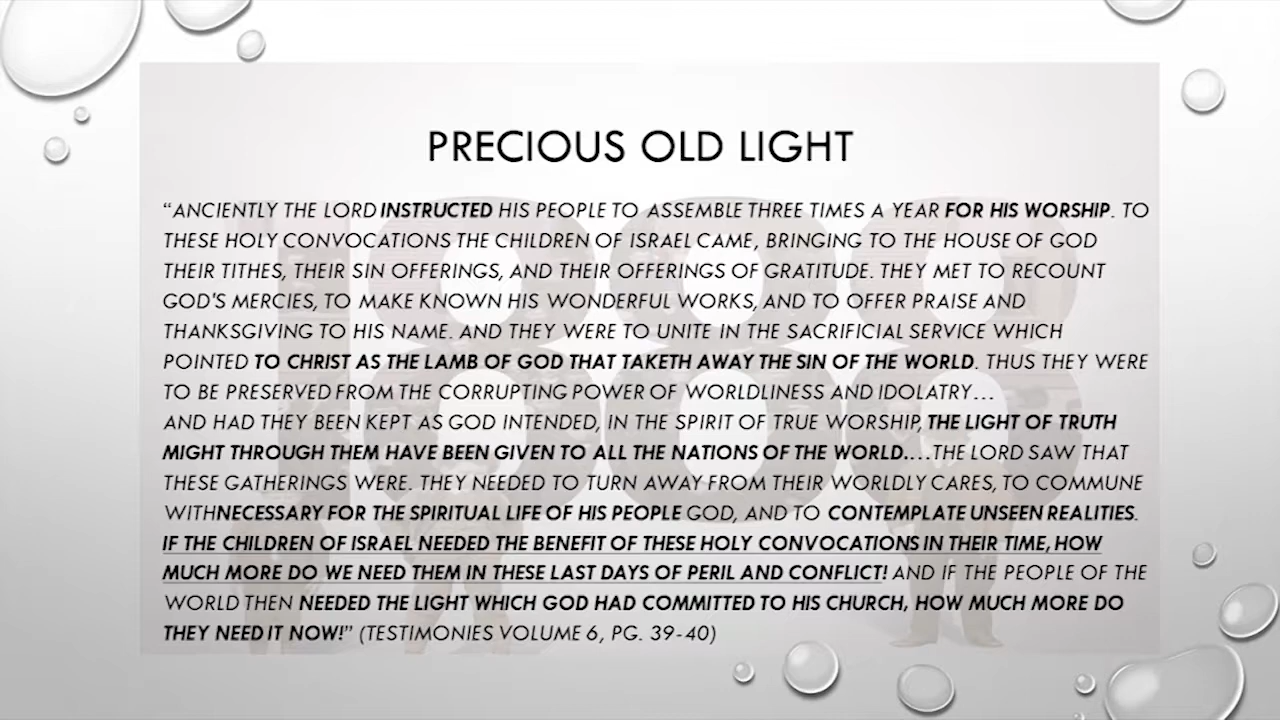 PRECIOUS OLD LIGHT
"ANCIENTLY THE LORD INSTRUCTED HIS PEOPLE TO ASSEMBLE THREE TIMES A YEAR FOR HIS WORSHIP. TO
THESE HOLY CONVOCATIONS THE CHILDREN OF ISRAEL CAME, BRINGING TO THE HOUSE OF GOD
THEIR TITHES, THEIR SIN OFFERINGS, AND THEIR OFFERINGS OF GRATITUDE. THEY MET TO RECOUNT
GOD'S MERCIES, TO MAKE KNOWN HIS WONDERFUL WORKS, AND TO OFFER PRAISE AND
THANKSGIVING TO HIS NAME. AND THEY WERE TO UNITE IN THE SACRIFICIAL SERVICE WHICH
POINTED TO CHRIST AS THE LAMB OF GOD THAT TAKETH AWAY THE SIN OF THE WORLD. THUS THEY WERE
TO BE PRESERVED FROM THE CORRUPTING POWER OF WORLDLINESS AND IDOLATRY...
AND HAD THEY BEEN KEPT AS GOD INTENDED, IN THE SPIRIT OF TRUE WORSHIP, THE LIGHT OF TRUTH
MIGHT THROUGH THEM HAVE BEEN GIVEN TO ALL THE NATIONS OF THE WORLD....THE LORD SAW THAT
THESE GATHERINGS WERE. THEY NEEDED TO TURN AWAY FROM THEIR WORLDLY CARES, TO COMMUNE
WITHNECESSARY FOR THE SPIRITUAL LIFE OF HIS PEOPLE GOD, AND TO CONTEMPLATE UNSEEN REALITIES.
IF THE CHILDREN OF ISRAEL NEEDED THE BENEFIT OF THESE HOLY CONVOCATIONS IN THEIR TIME, HOW
MUCH MORE DO WE NEED THEM IN THESE LAST DAYS OF PERIL AND CONFLICT! AND IF THE PEOPLE OF THE
WORLD THEN NEEDED THE LIGHT WHICH GOD HAD COMMITTED TO HIS CHURCH, HOW MUCH MORE DO
THEY NEED IT NOW!" (TESTIMONIES VOLUME 6, PG. 39-40)
1888